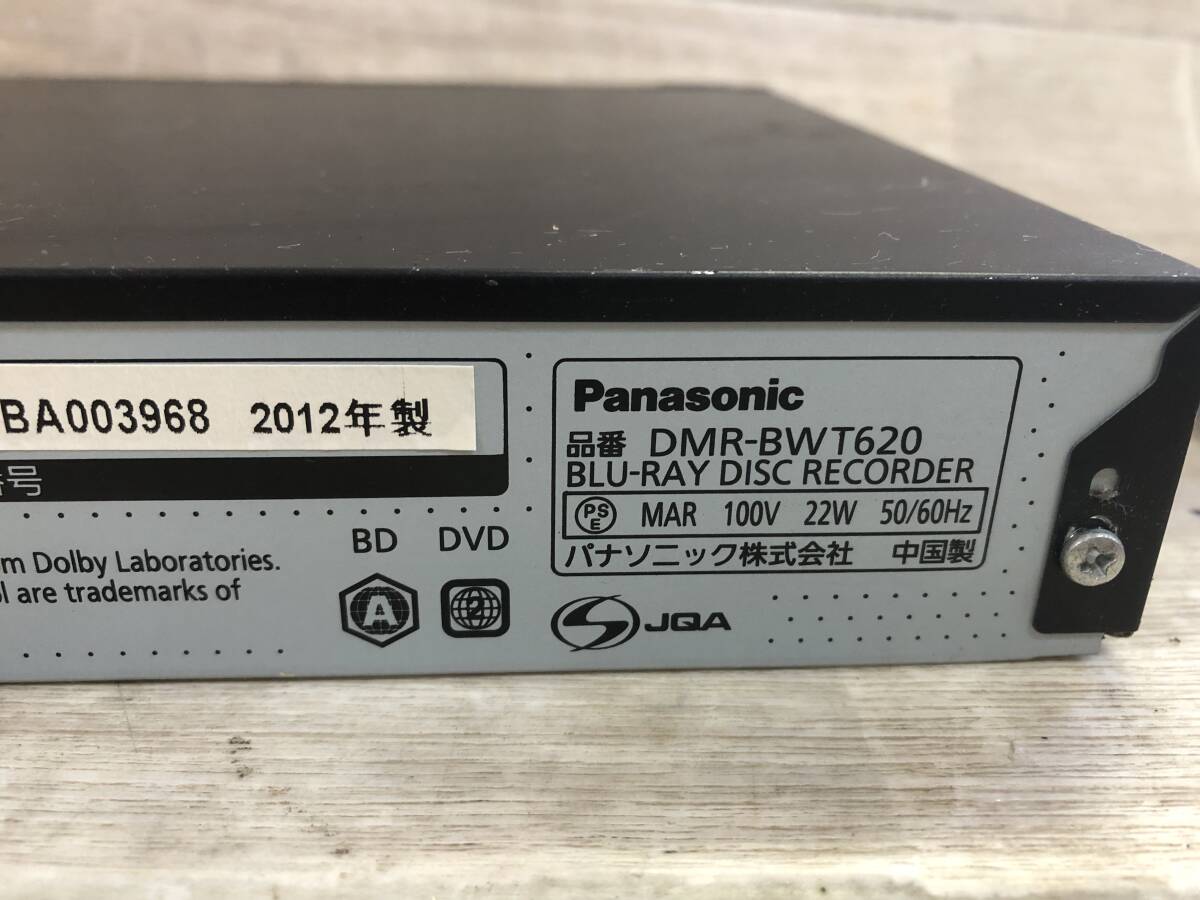 BA003968 2012年製
番号
m Dolby Laboratories.
l are trademarks of
BD DVD
A 2
Panasonic
品番 DMR-BWT620
BLU-RAY DISC RECORDER
PSE MAR 100V 22W 50/60Hz
パナソニック株式会社 中国製
JQA